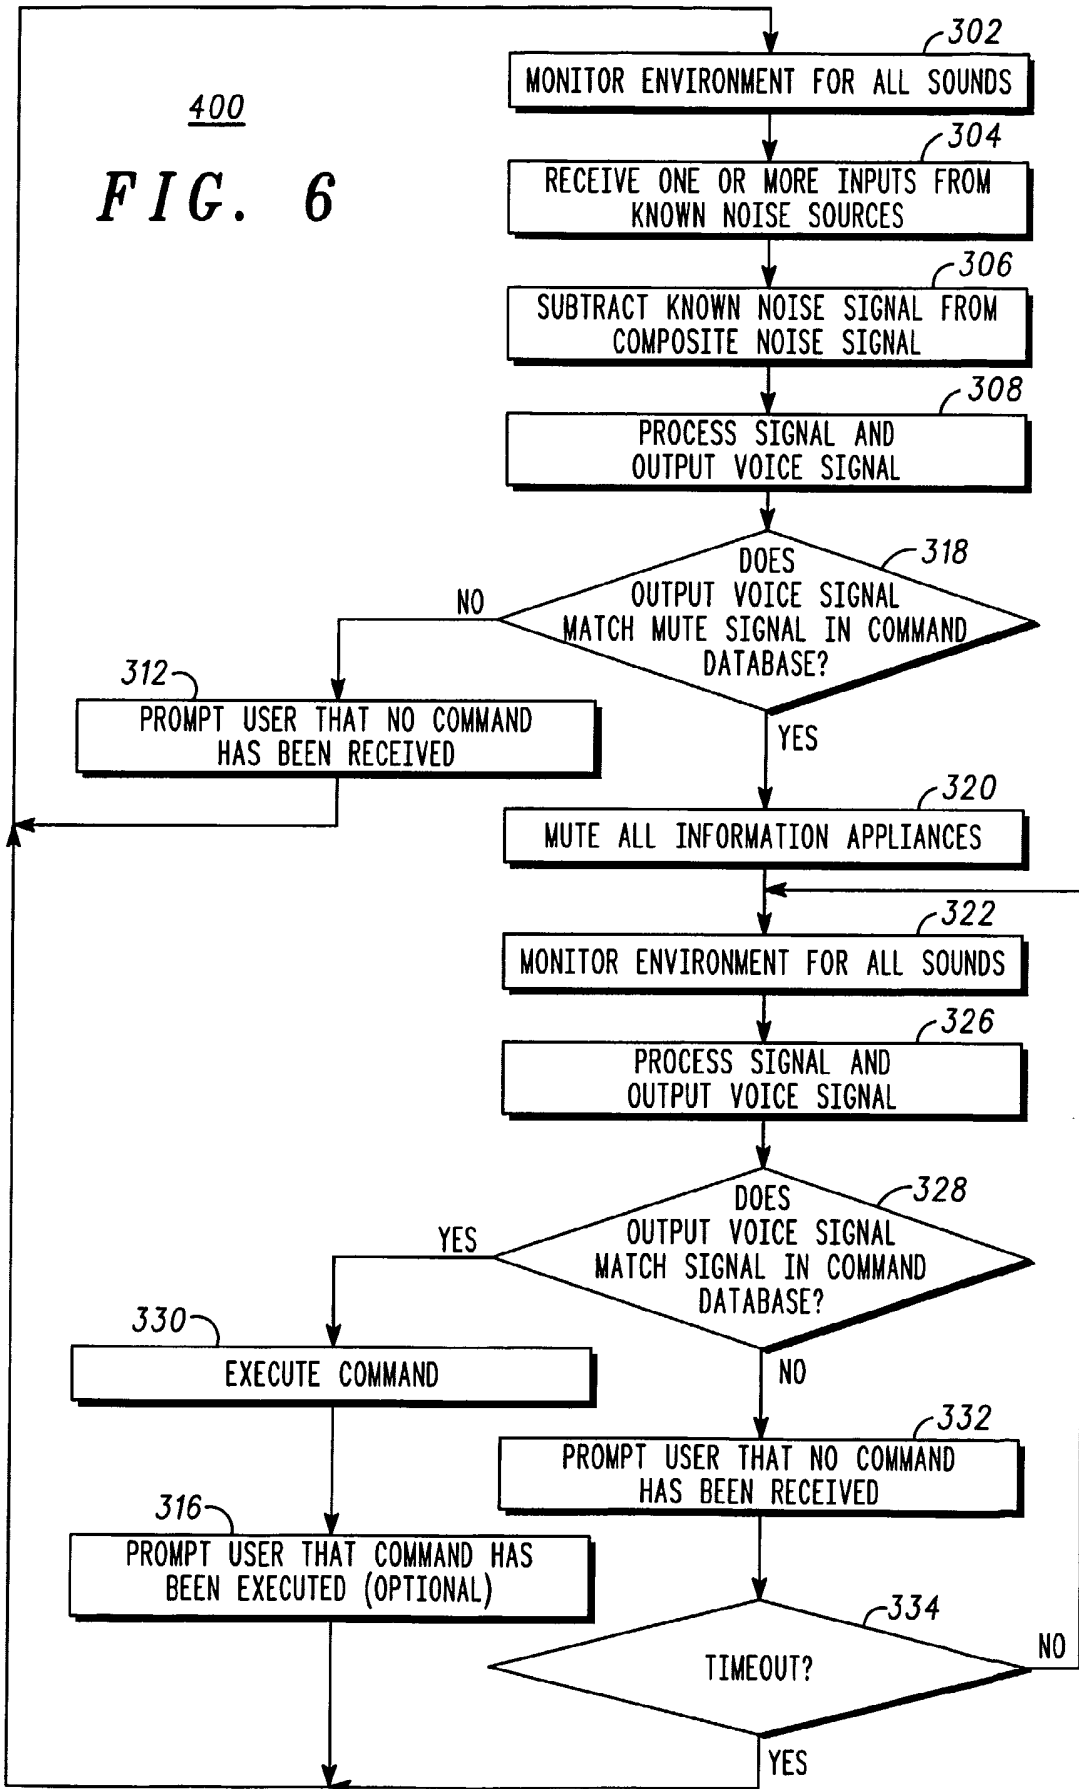 302
MONITOR ENVIRONMENT FOR ALL SOUNDS
400
FIG. 6
304
RECEIVE ONE OR MORE INPUTS FROM
KNOWN NOISE SOURCES
306
SUBTRACT KNOWN NOISE SIGNAL FROM
COMPOSITE NOISE SIGNAL
308
PROCESS SIGNAL AND
OUTPUT VOICE SIGNAL
318
DOES
OUTPUT VOICE SIGNAL
MATCH MUTE SIGNAL IN COMMAND
DATABASE?
NO
312
PROMPT USER THAT NO COMMAND
HAS BEEN RECEIVED
YES
320
MUTE ALL INFORMATION APPLIANCES
322
MONITOR ENVIRONMENT FOR ALL SOUNDS
326
PROCESS SIGNAL AND
OUTPUT VOICE SIGNAL
328
DOES
OUTPUT VOICE SIGNAL
MATCH SIGNAL IN COMMAND
DATABASE?
YES
330
EXECUTE COMMAND
NO
332
PROMPT USER THAT NO COMMAND
HAS BEEN RECEIVED
316
PROMPT USER THAT COMMAND HAS
BEEN EXECUTED (OPTIONAL)
334
TIMEOUT?
NO
YES